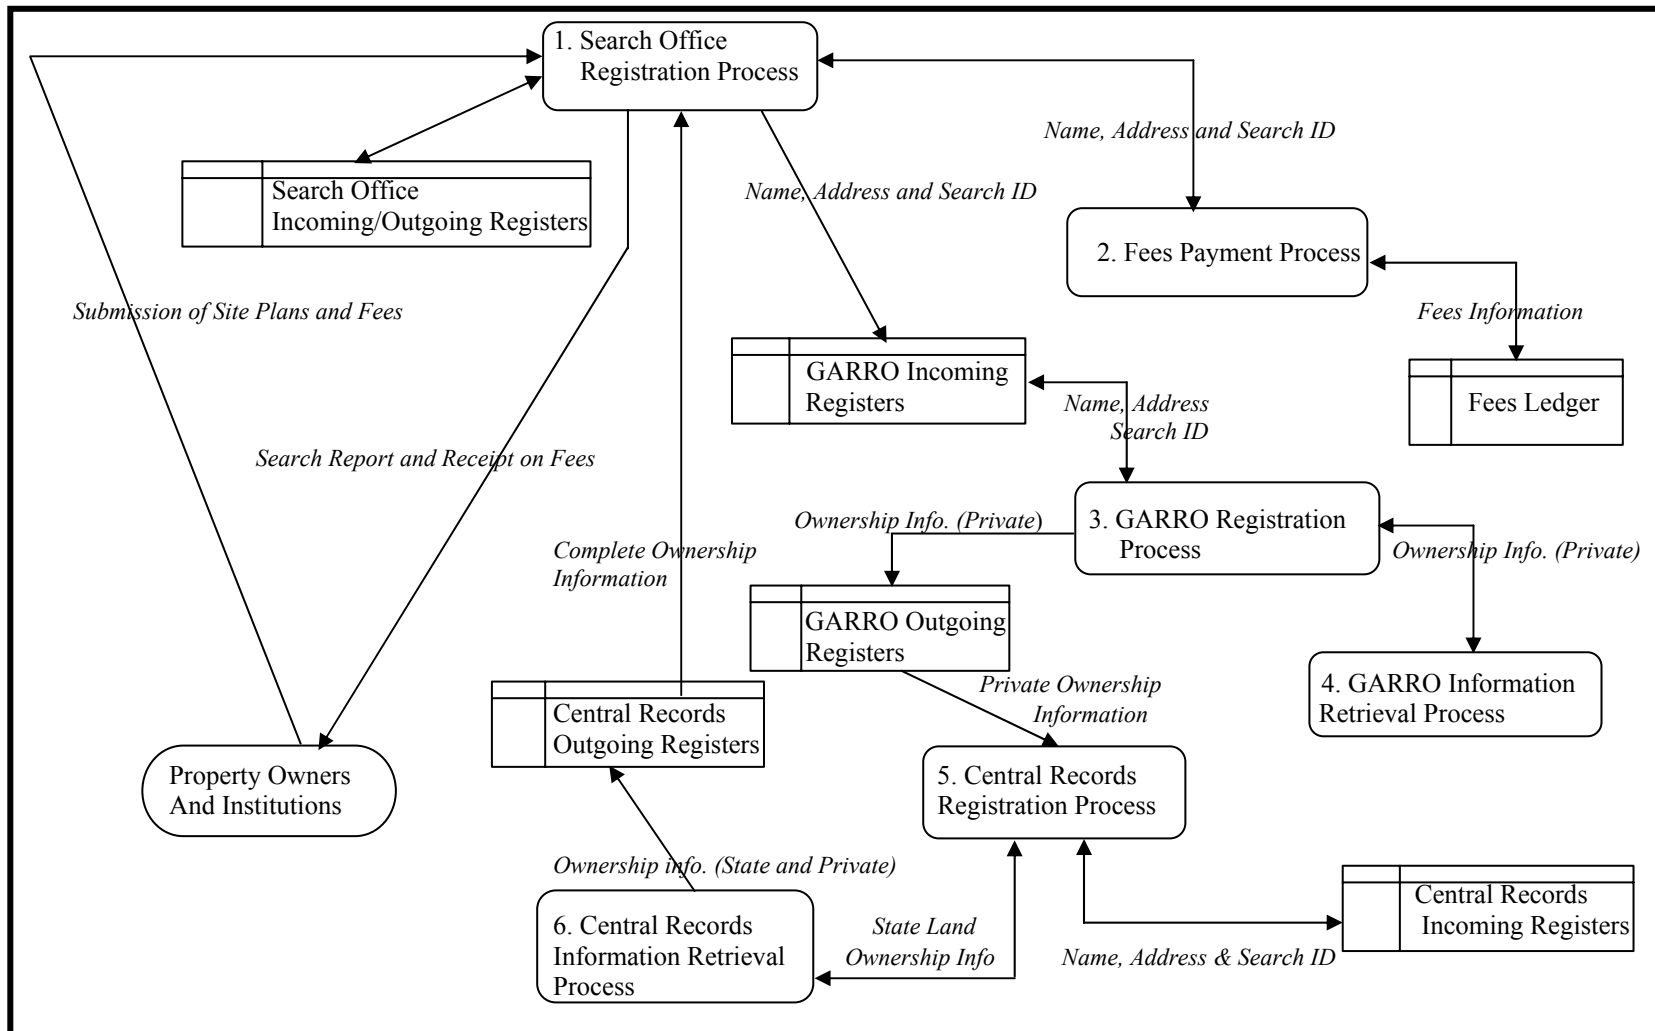 1. Search Office
Registration Process
Name, Address and Search ID
Search Office
Incoming/Outgoing Registers
Name, Address and Search ID
2. Fees Payment Process
Submission of Site Plans and Fees
Fees Information
GARRO Incoming
Registers
Name, Address
Search ID
Fees Ledger
Search Report and Receipt on Fees
Ownership Info. (Private)
3. GARRO Registration
Process
Ownership Info. (Private)
Complete Ownership
Information
GARRO Outgoing
Registers
Private Ownership
Information
4. GARRO Information
Retrieval Process
Central Records
Outgoing Registers
Property Owners
And Institutions
5. Central Records
Registration Process
Ownership info. (State and Private)
Central Records
Incoming Registers
6. Central Records
Information Retrieval
Process
State Land
Ownership Info
Name, Address & Search ID